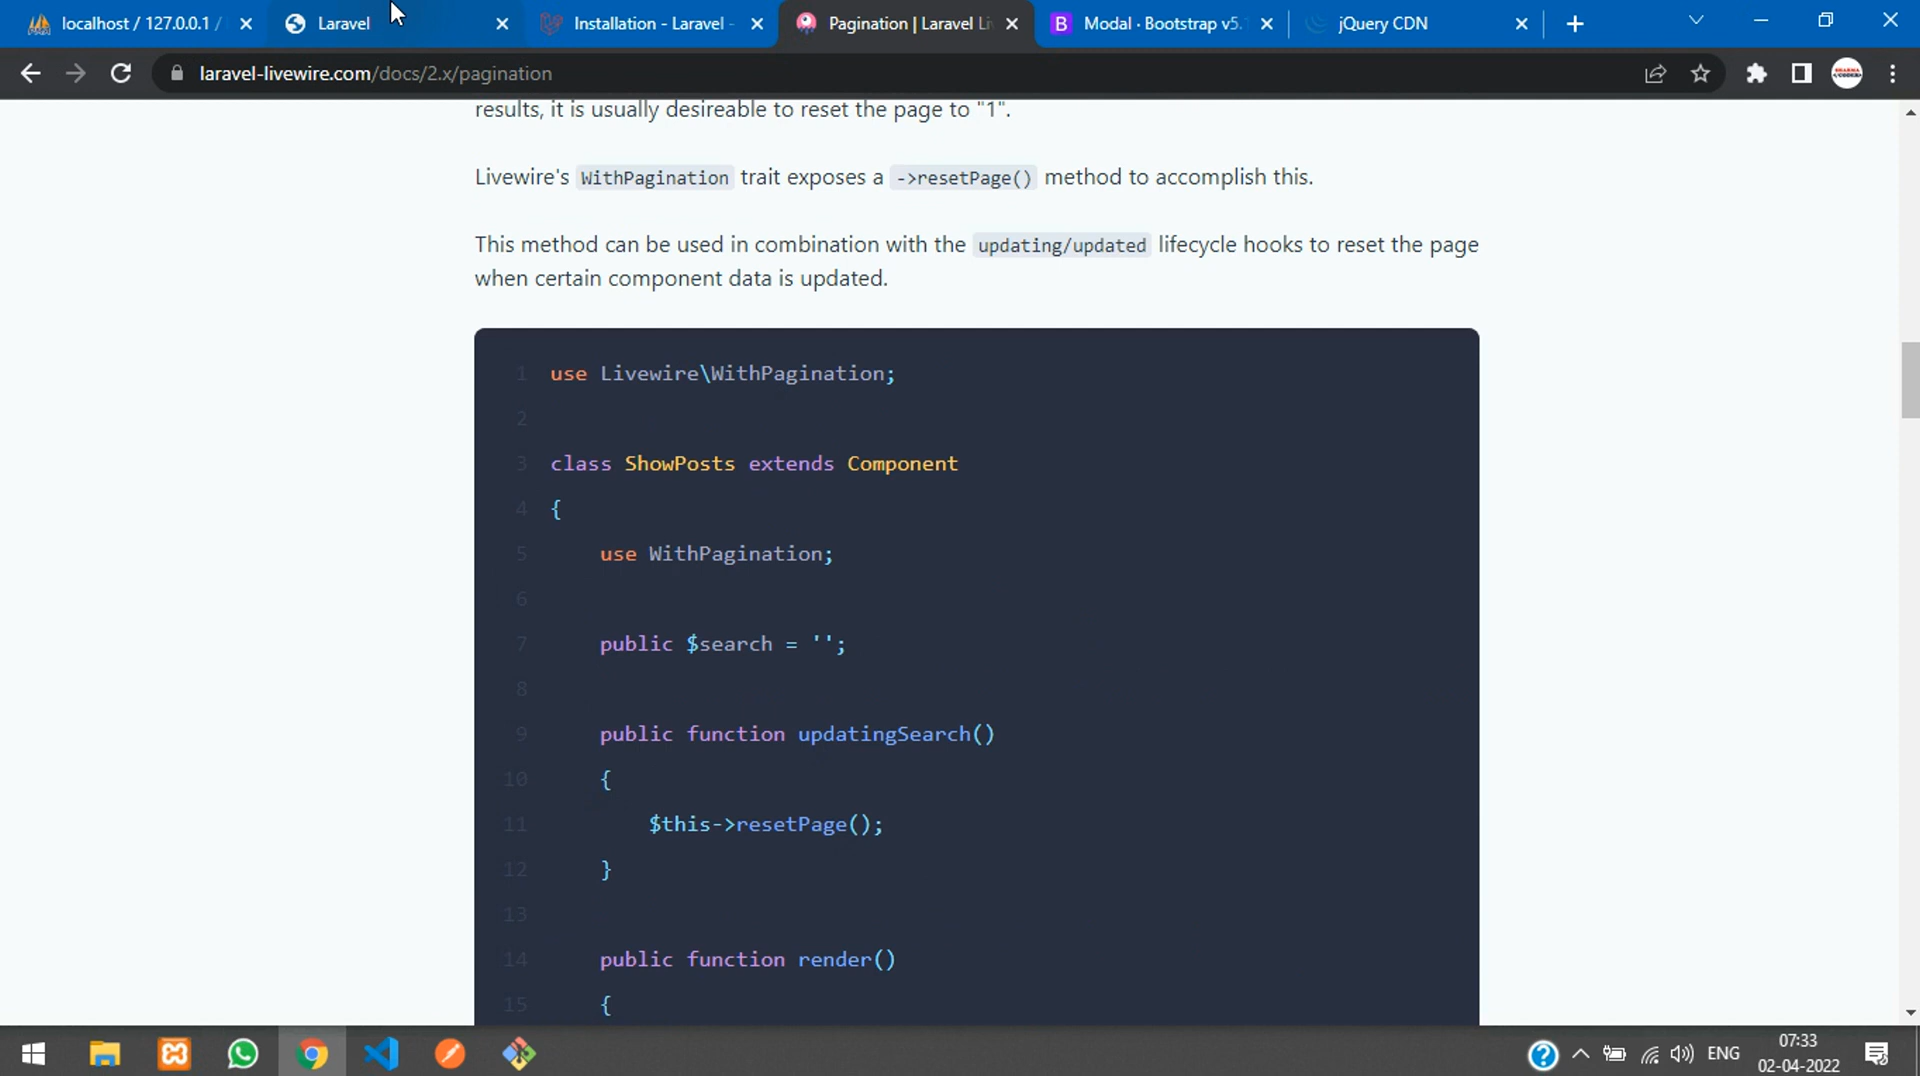 localhost / 127.0.0.1 /
Laravel
Installation - Laravel -
Pagination | Laravel Li
Modal · Bootstrap v5.1
jQuery CDN
laravel-livewire.com/docs/2.x/pagination
results, it is usually desireable to reset the page to "1".
Livewire's WithPagination trait exposes a ->resetPage() method to accomplish this.
This method can be used in combination with the updating/updated lifecycle hooks to reset the page
when certain component data is updated.
1 use Livewire\WithPagination;
2
3 class ShowPosts extends Component
4 {
5 use WithPagination;
6
7 public $search = '';
8
9 public function updatingSearch()
10 {
11 $this->resetPage();
12 }
13
14 public function render()
15 {
ENG
07:33
02-04-2022